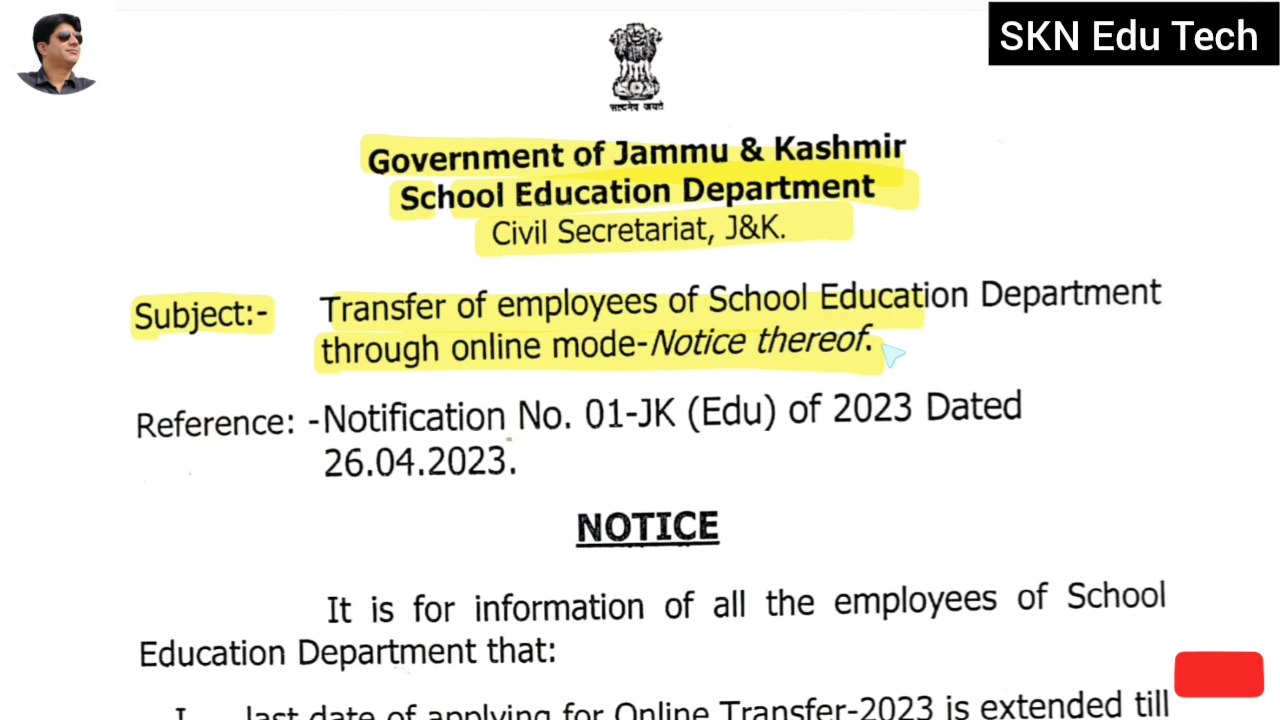 SKN Edu Tech
सत्यमेव जयते
Government of Jammu & Kashmir
School Education Department
Civil Secretariat, J&K.
Subject:- Transfer of employees of School Education Department
through online mode-Notice thereof.
Reference: -Notification No. 01-JK (Edu) of 2023 Dated
26.04.2023.
NOTICE
It is for information of all the employees of School
Education Department that:
I. last date of applying for Online Transfer-2023 is extended till